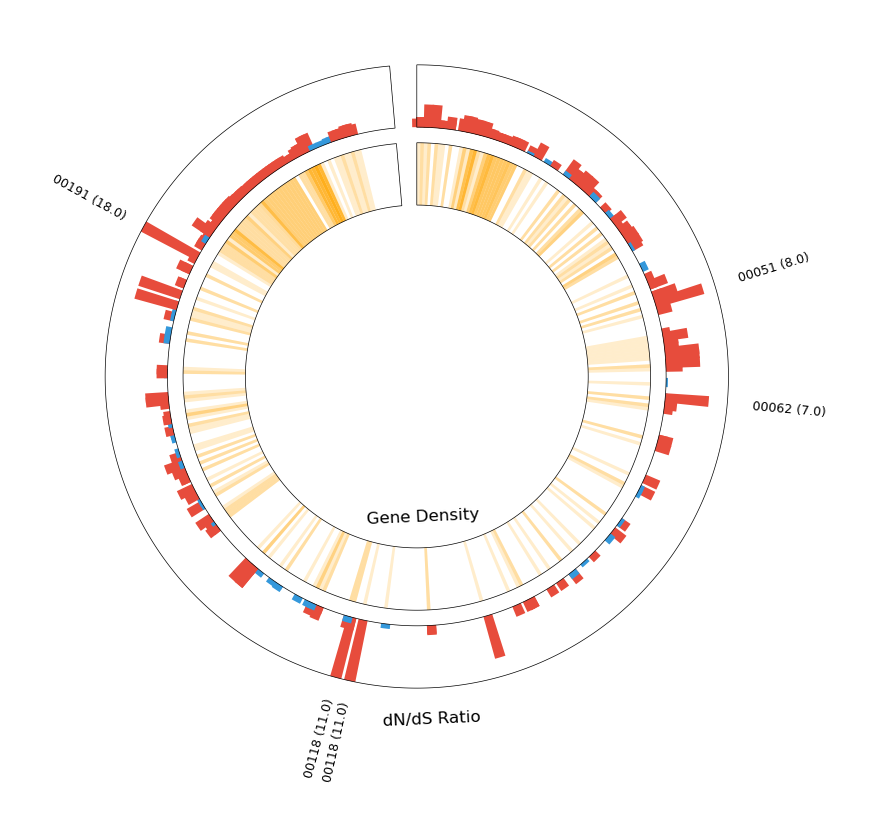 00191 (18.0)
00051 (8.0)
00062 (7.0)
Gene Density
dN/dS Ratio
00118 (11.0)
00118 (11.0)